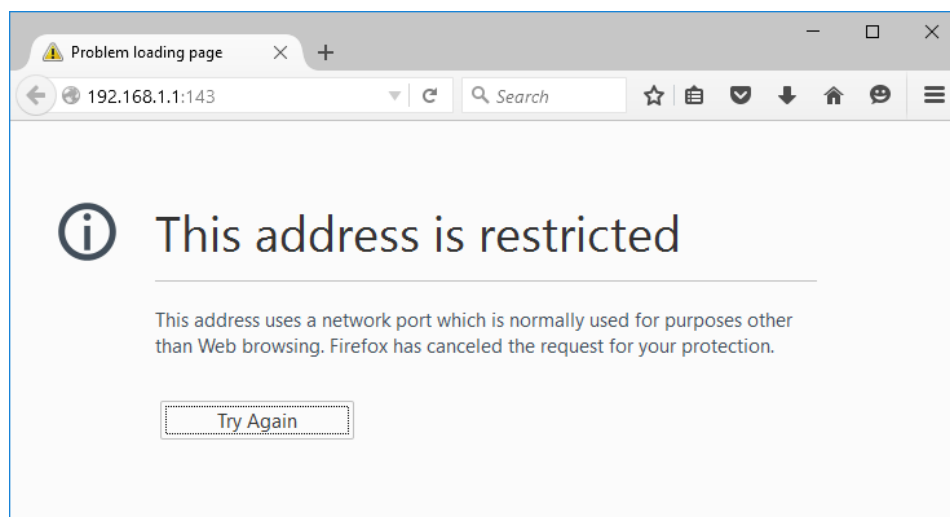 Problem loading page
192.168.1.1:143
Search
This address is restricted
This address uses a network port which is normally used for purposes other
than Web browsing. Firefox has canceled the request for your protection.
Try Again